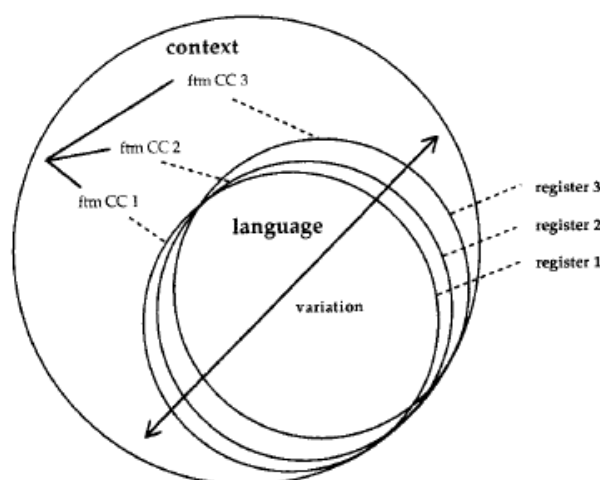 context
ftm CC 3
ftm CC 2
ftm CC 1
register 3
language
register 2
register 1
variation